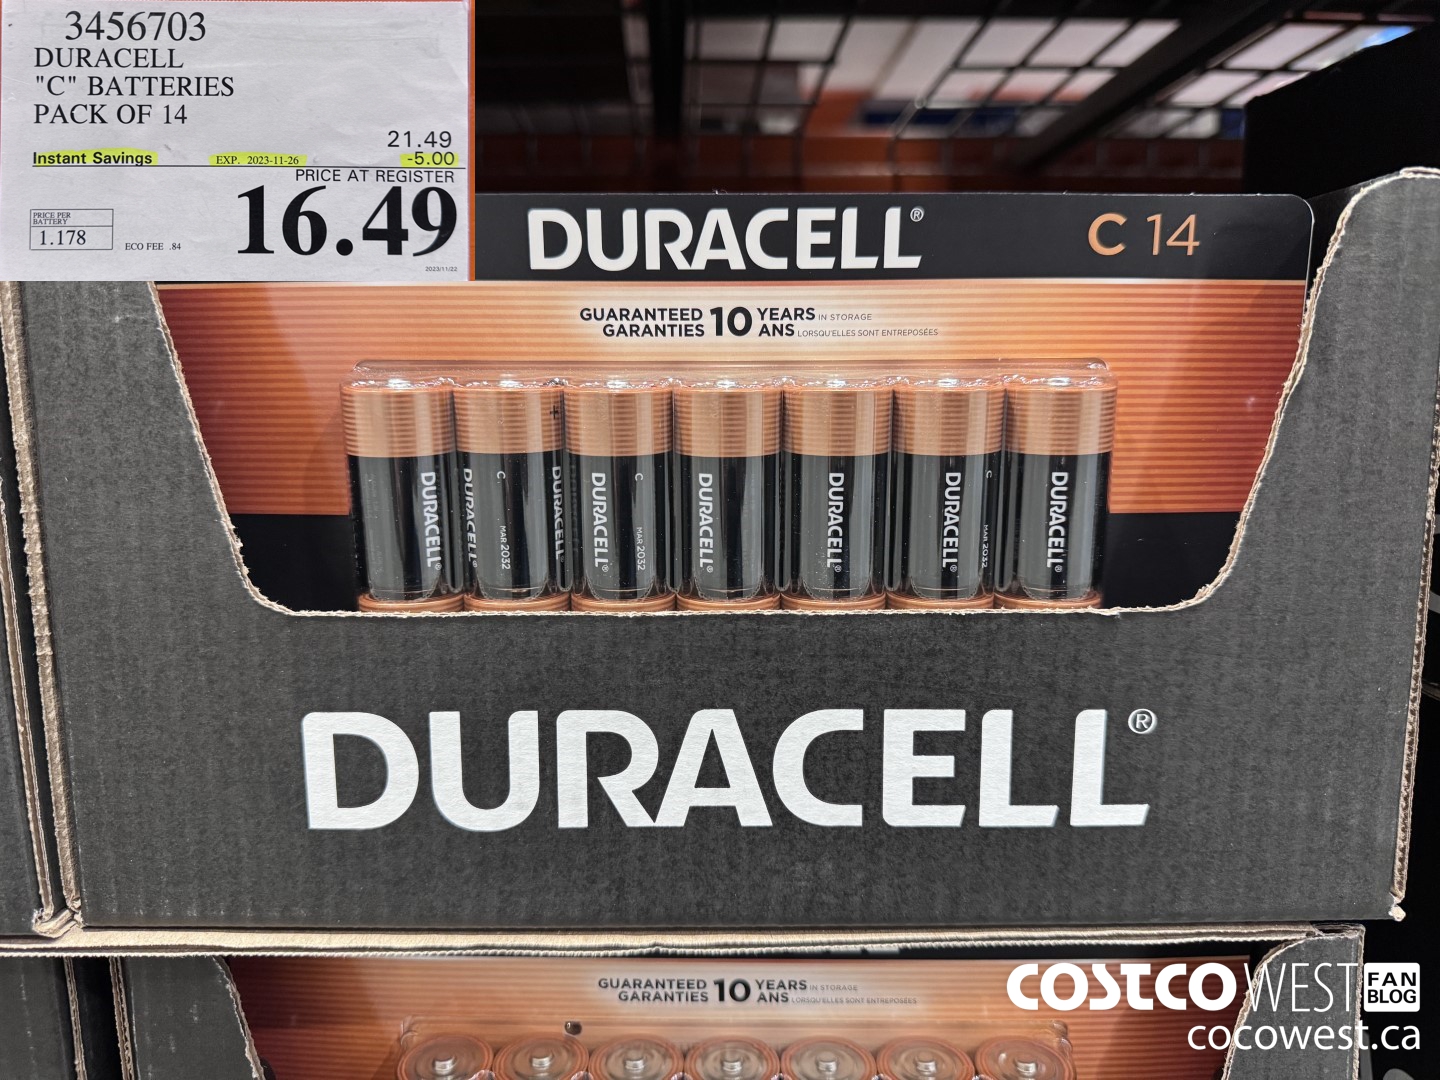 3456703
DURACELL
"C" BATTERIES
PACK OF 14
21.49
Instant Savings EXP. 2023-11-26 -5.00
PRICE AT REGISTER
16.49
PRICE PER
BATTERY
1.178
ECO FEE .84
2023/11/22
DURACELL® C 14
GUARANTEED 10 YEARS IN STORAGE
GARANTIES ANS LORSQU'ELLES SONT ENTREPOSÉES
DURACELL®
DURACELL®
C
MAR 2032
DURACELL
DURACELL®
C
MAR 2032
DURACELL®
DURACELL®
DURACELL®
C
MAR 2032
DURACELL®
DURACELL®
GUARANTEED 10 YEARS IN STORAGE
GARANTIES ANS LORSQU'ELLES SONT ENTREPOSÉES
COSTCO WEST FAN BLOG
cocowest.ca